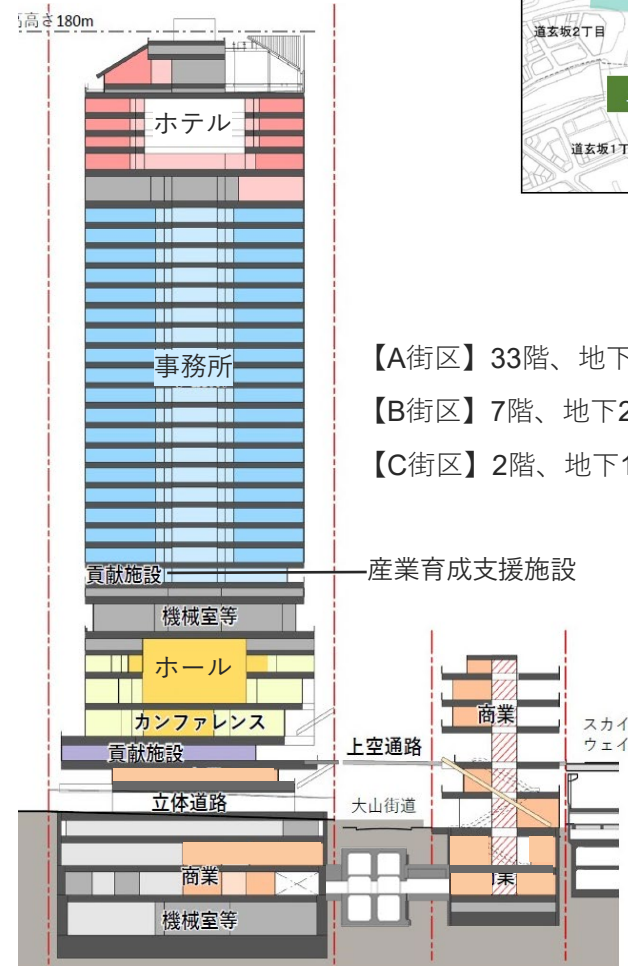 高さ180m
道玄坂2丁目
道玄坂1丁
ホテル
事務所
【A街区】33階、地下
【B街区】7階、地下2
【C街区】2階、地下1
貢献施設
産業育成支援施設
機械室等
ホール
カンファレンス
貢献施設
商業
上空通路
スカイ
ウェイ
立体道路
大山街道
商業
業
機械室等